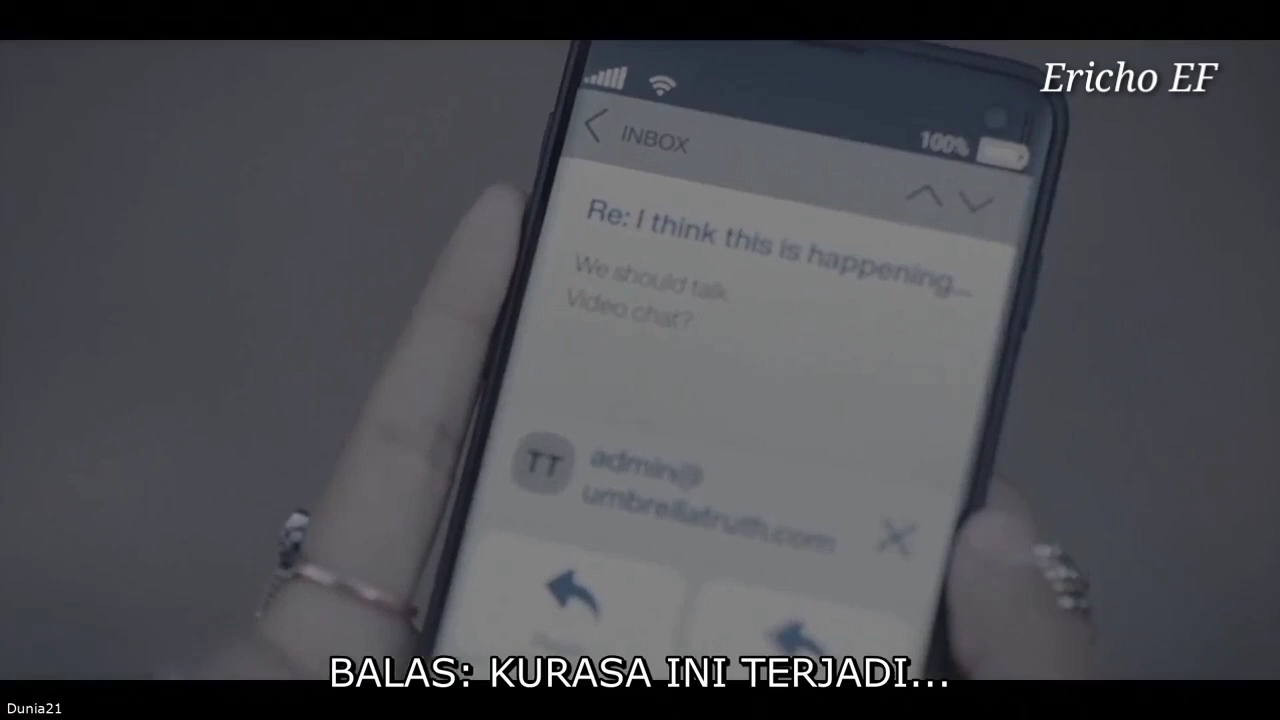 Ericho EF
100%
INBOX
Re: I think this is happening...
We should talk.
Video chat?
TT
admin@
umbrellatruth.com
BALAS: KURASA INI TERJADI...
Dunia21